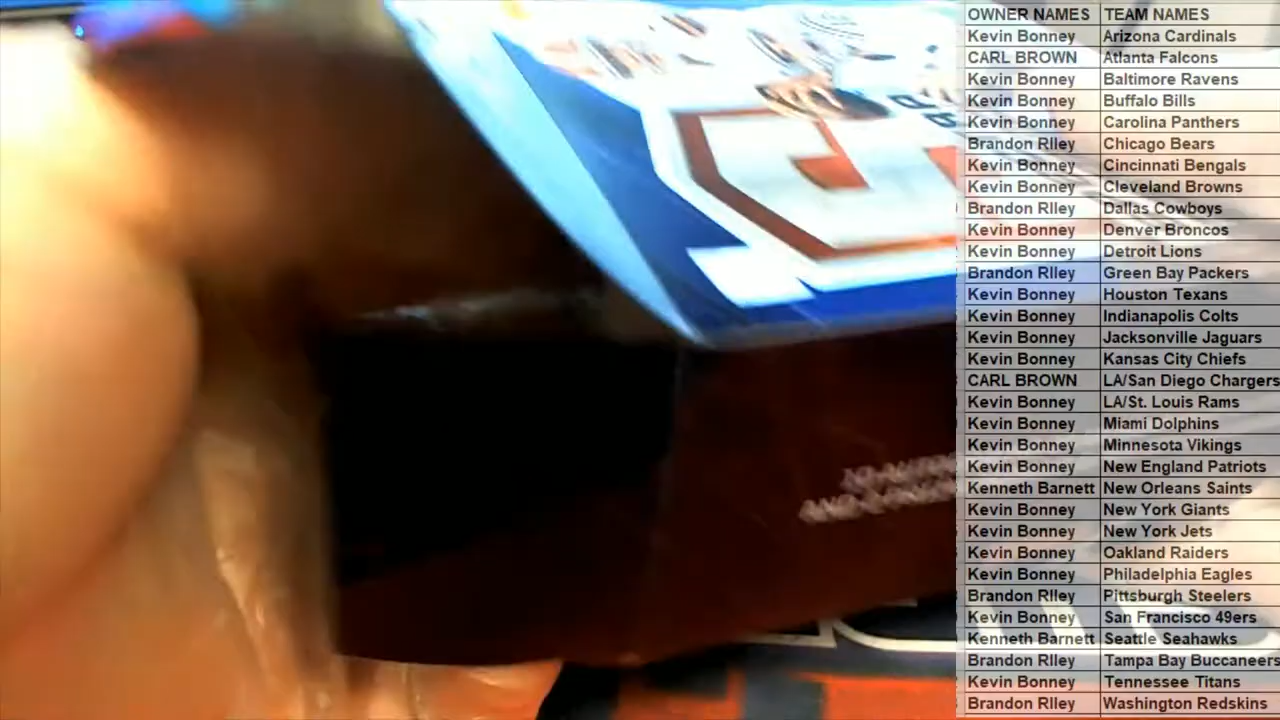 OWNER NAMES TEAM NAMES
Kevin Bonney Arizona Cardinals
CARL BROWN Atlanta Falcons
Kevin Bonney Baltimore Ravens
Kevin Bonney Buffalo Bills
Kevin Bonney Carolina Panthers
Brandon RIley Chicago Bears
Kevin Bonney Cincinnati Bengals
Kevin Bonney Cleveland Browns
Brandon RIley Dallas Cowboys
Kevin Bonney Denver Broncos
Kevin Bonney Detroit Lions
Brandon RIley Green Bay Packers
Kevin Bonney Houston Texans
Kevin Bonney Indianapolis Colts
Kevin Bonney Jacksonville Jaguars
Kevin Bonney Kansas City Chiefs
CARL BROWN LA/San Diego Chargers
Kevin Bonney LA/St. Louis Rams
Kevin Bonney Miami Dolphins
Kevin Bonney Minnesota Vikings
Kevin Bonney New England Patriots
Kenneth Barnett New Orleans Saints
Kevin Bonney New York Giants
Kevin Bonney New York Jets
Kevin Bonney Oakland Raiders
Kevin Bonney Philadelphia Eagles
Brandon RIley Pittsburgh Steelers
Kevin Bonney San Francisco 49ers
Kenneth Barnett Seattle Seahawks
Brandon RIley Tampa Bay Buccaneers
Kevin Bonney Tennessee Titans
Brandon RIley Washington Redskins